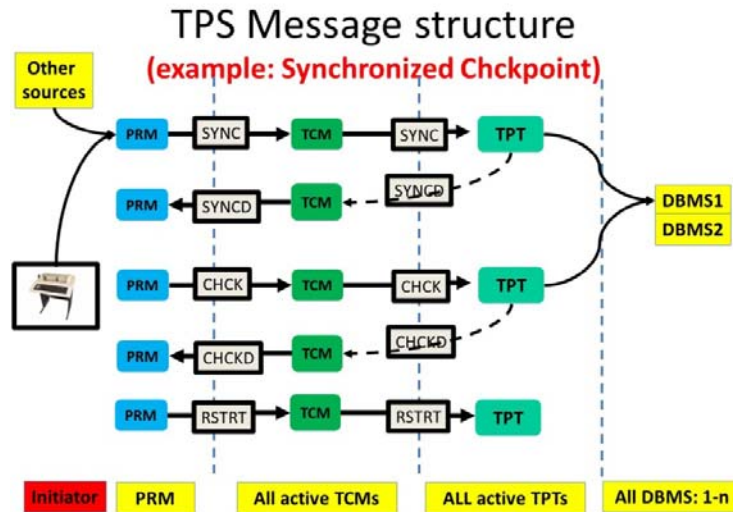 TPS Message structure
(example: Synchronized Chckpoint)
Other
sources
PRM SYNC TCM SYNC TPT
PRM SYNCD TCM SYNCD
DBMS1
DBMS2
PRM CHCK TCM CHCK TPT
PRM CHCKD TCM CHCKD
PRM RSTRT TCM RSTRT TPT
Initiator PRM All active TCMs ALL active TPTs All DBMS: 1-n